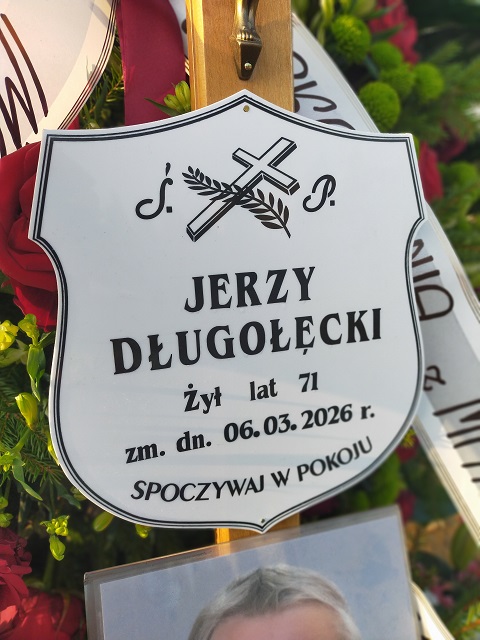 Ś. P.
JERZY
DŁUGOŁĘCKI
Żył lat 71
zm. dn. 06.03.2026 r.
SPOCZYWAJ W POKOJU